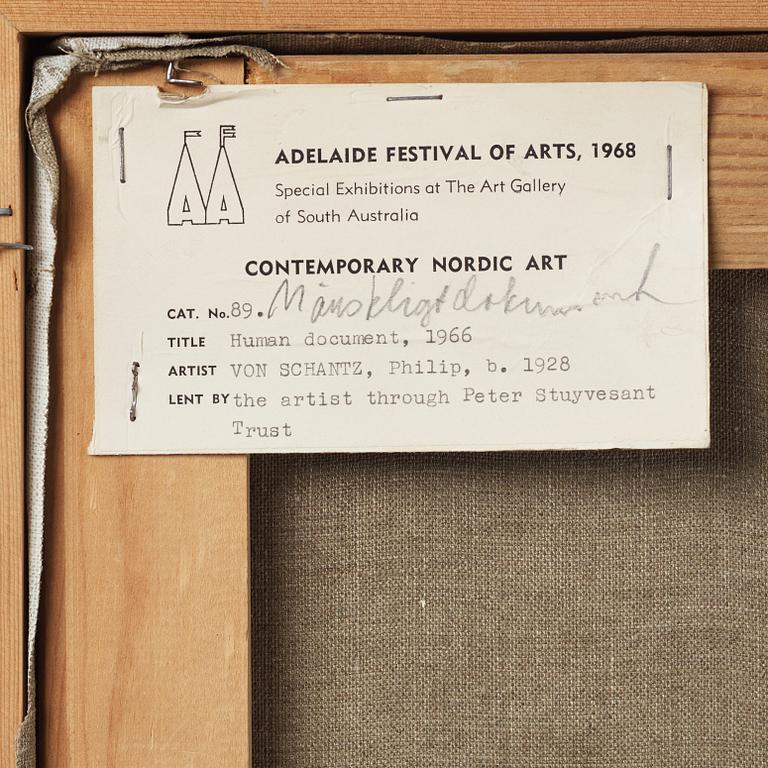 ADELAIDE FESTIVAL OF ARTS, 1968
Special Exhibitions at The Art Gallery
of South Australia
CONTEMPORARY NORDIC ART
CAT. No. 89. Mänskligt dokument
TITLE Human document, 1966
ARTIST VON SCHANTZ, Philip, b. 1928
LENT BY the artist through Peter Stuyvesant
Trust